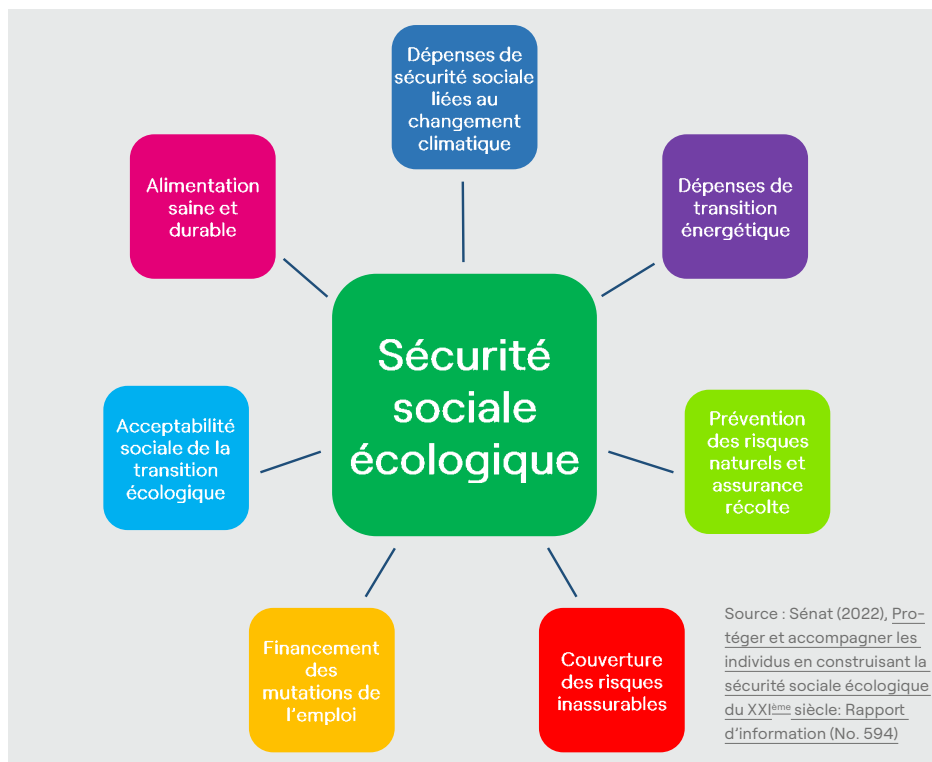 Dépenses de
sécurité sociale
liées au
changement
climatique
Alimentation
saine et
durable
Dépenses de
transition
énergétique
Sécurité
sociale
écologique
Acceptabilité
sociale de la
transition
écologique
Prévention
des risques
naturels et
assurance
récolte
Financement
des
mutations de
l'emploi
Couverture
des risques
inassurables
Source : Sénat (2022), Pro-
téger et accompagner les
individus en construisant la
sécurité sociale écologique
du XXIème siècle: Rapport
d'information (No. 594)